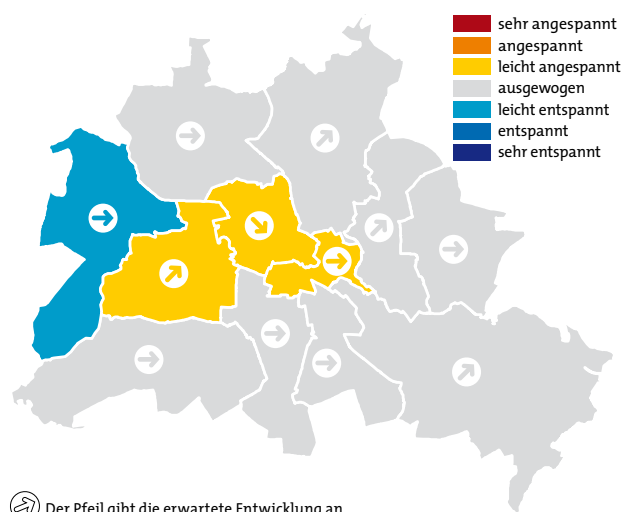 sehr angespannt
angespannt
leicht angespannt
ausgewogen
leicht entspannt
entspannt
sehr entspannt
Der Pfeil gibt die erwartete Entwicklung an